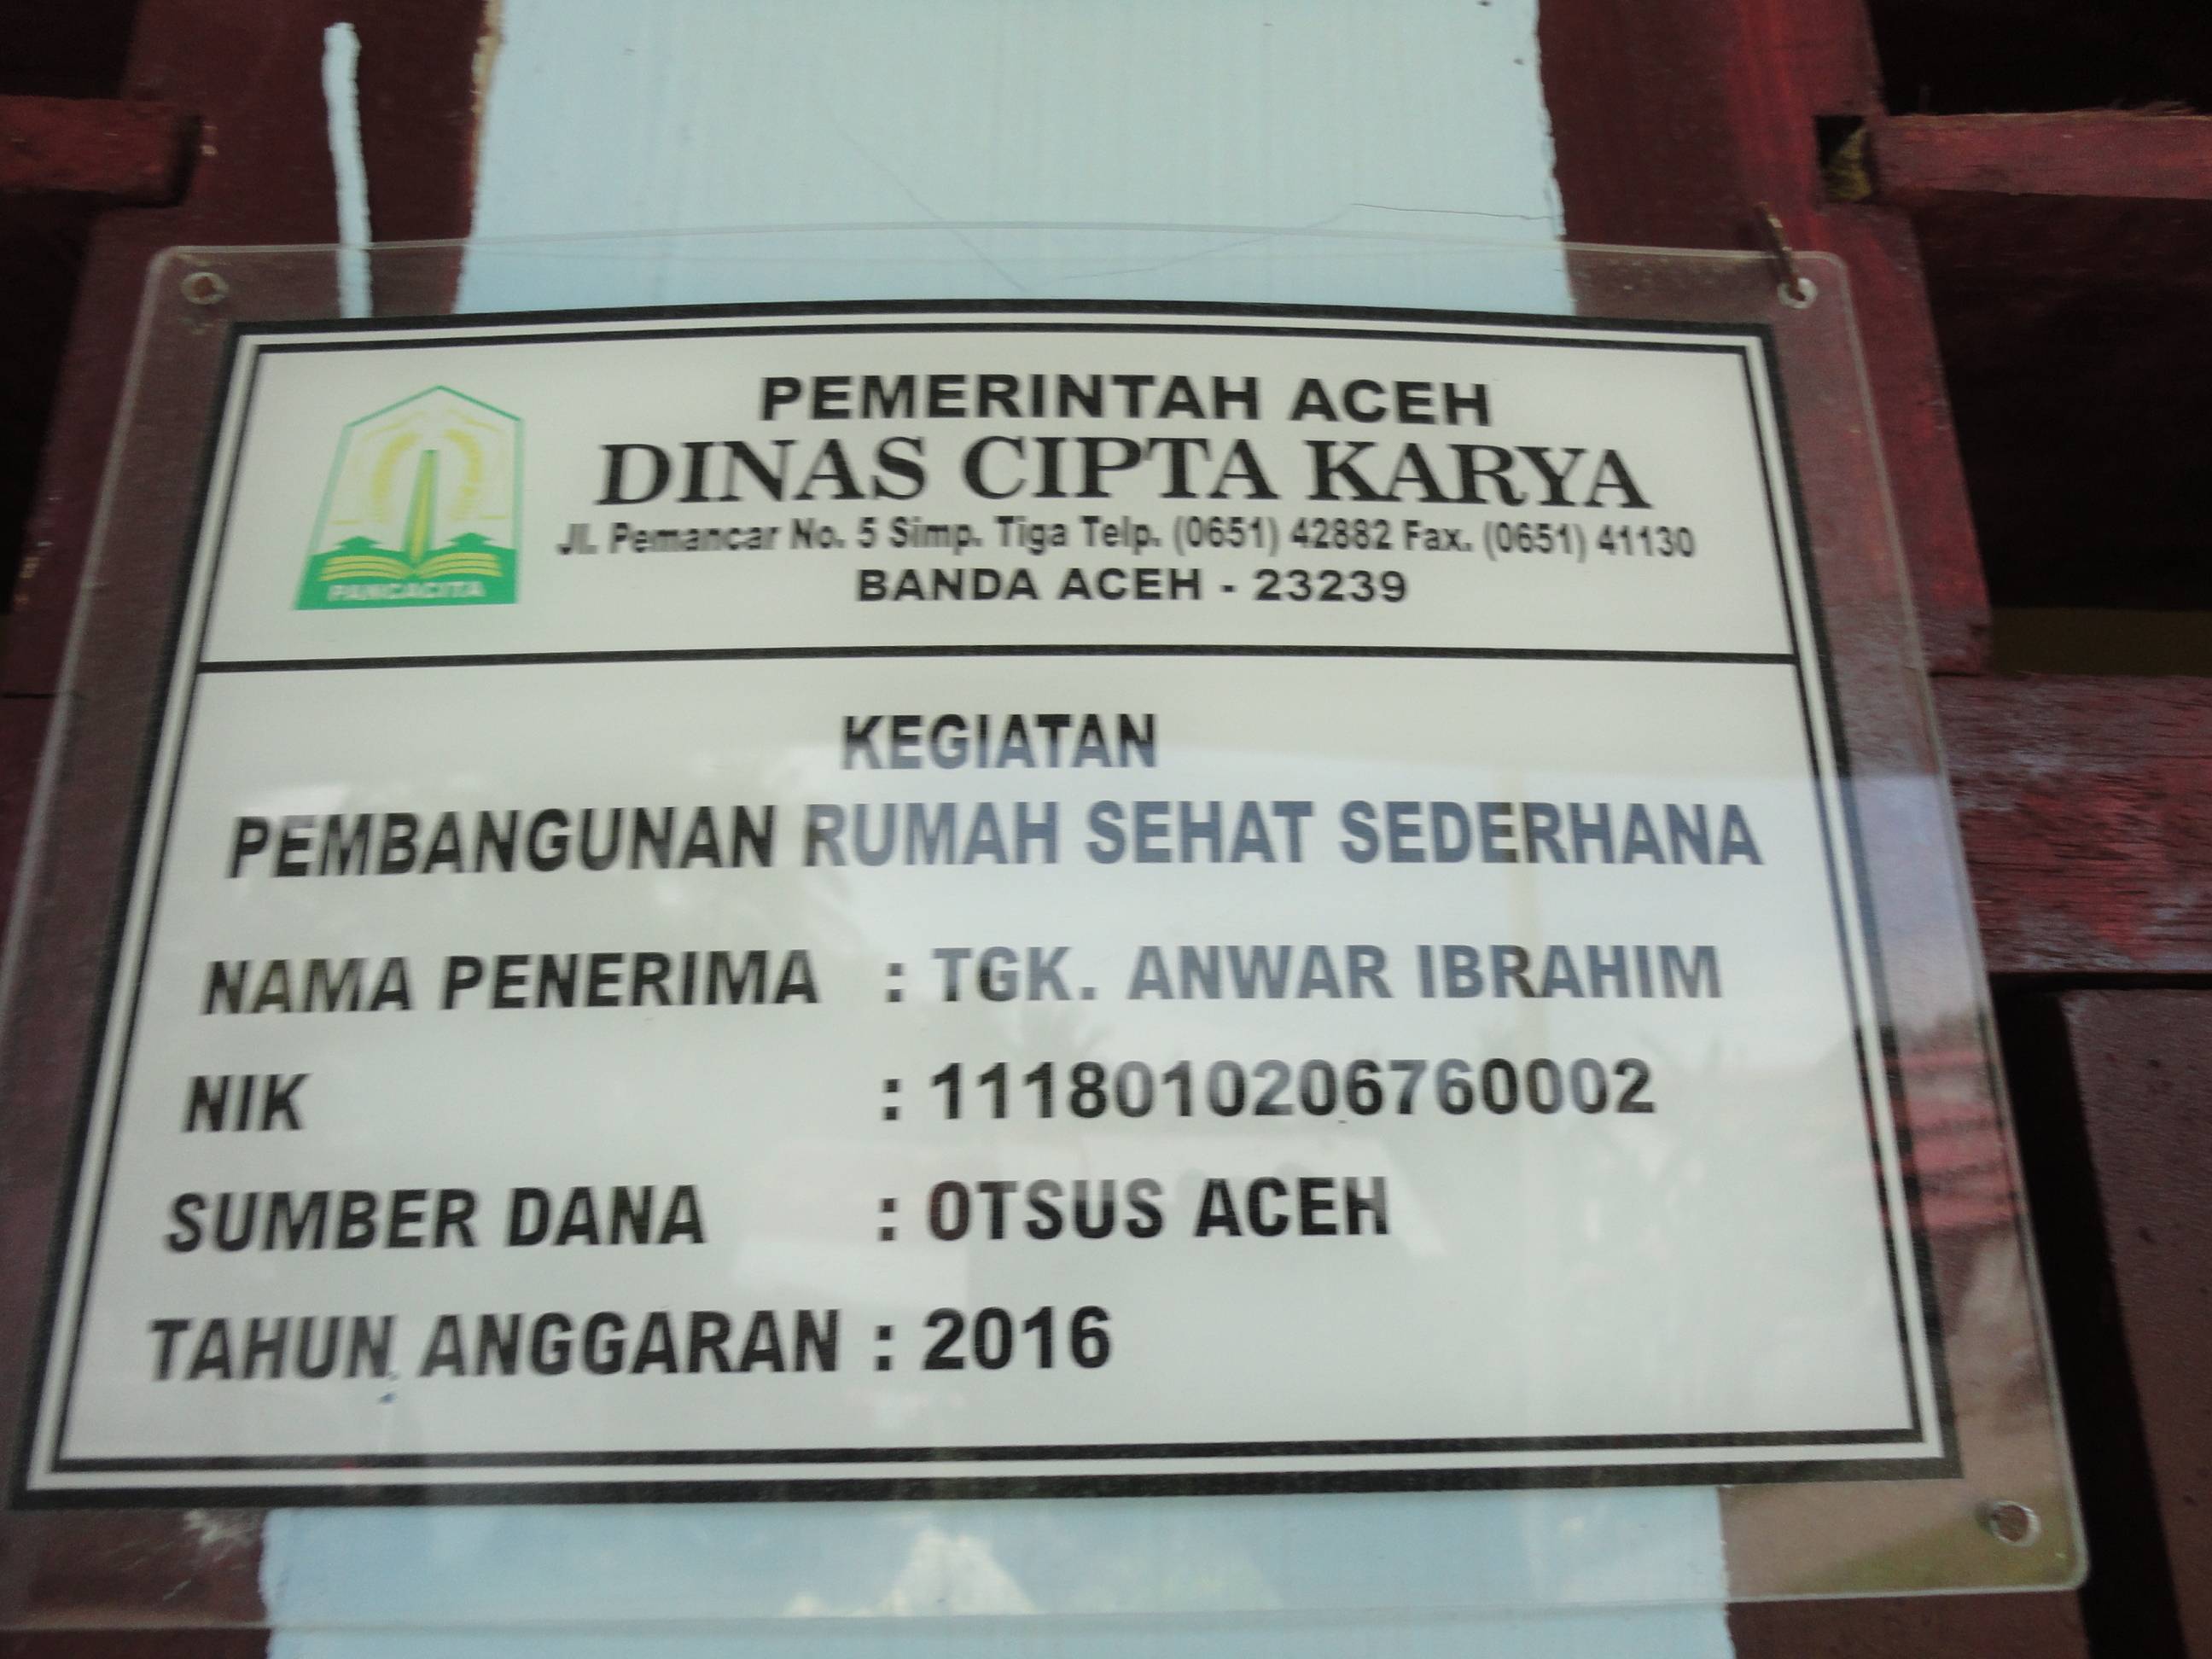 PEMERINTAH ACEH
DINAS CIPTA KARYA
Jl. Pemancar No. 5 Simp. Tiga Telp. (0651) 42882 Fax. (0651) 41130
BANDA ACEH - 23239
PANCACITA
KEGIATAN
PEMBANGUNAN RUMAH SEHAT SEDERHANA
NAMA PENERIMA : TGK. ANWAR IBRAHIM
NIK : 1118010206760002
SUMBER DANA : OTSUS ACEH
TAHUN ANGGARAN : 2016